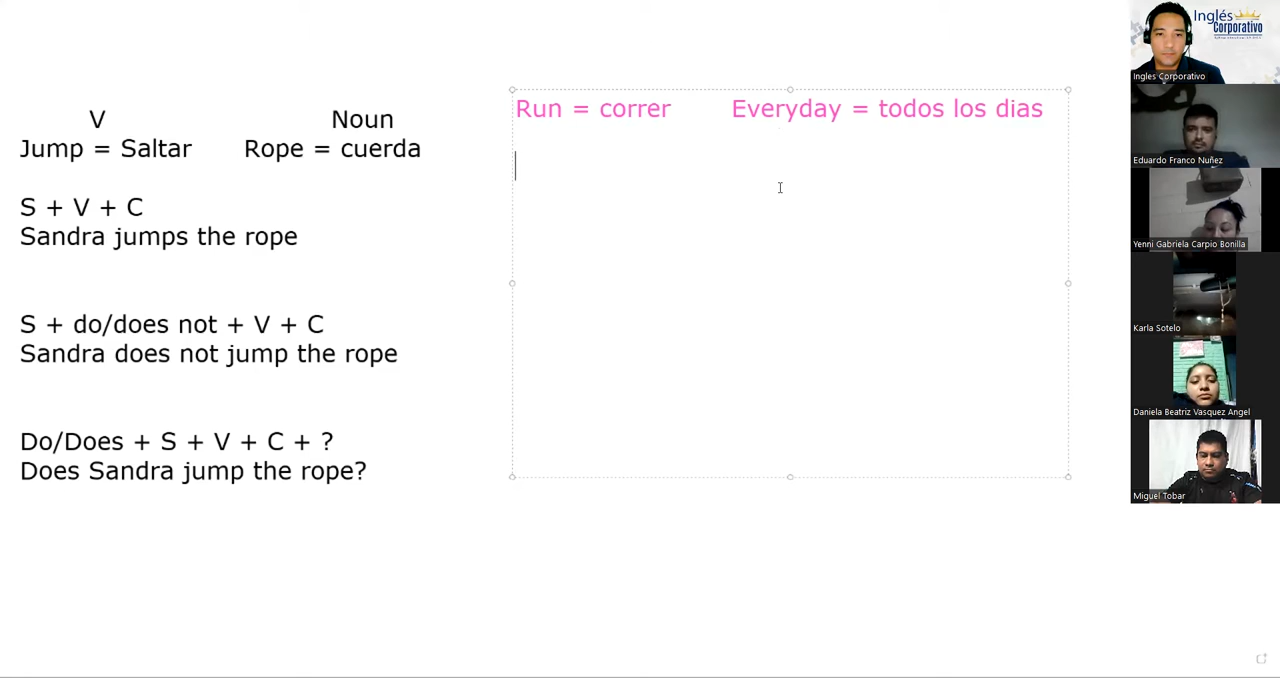 V Noun
Jump = Saltar Rope = cuerda
S + V + C
Sandra jumps the rope
S + do/does not + V + C
Sandra does not jump the rope
Do/Does + S + V + C + ?
Does Sandra jump the rope?
Run = correr Everyday = todos los dias
Inglés
Corporativo
Ingles Corporativo
Eduardo Franco Nuñez
Yenni Gabriela Carpio Bonilla
Karla Sotelo
Daniela Beatriz Vasquez Angel
Miguel Tobar